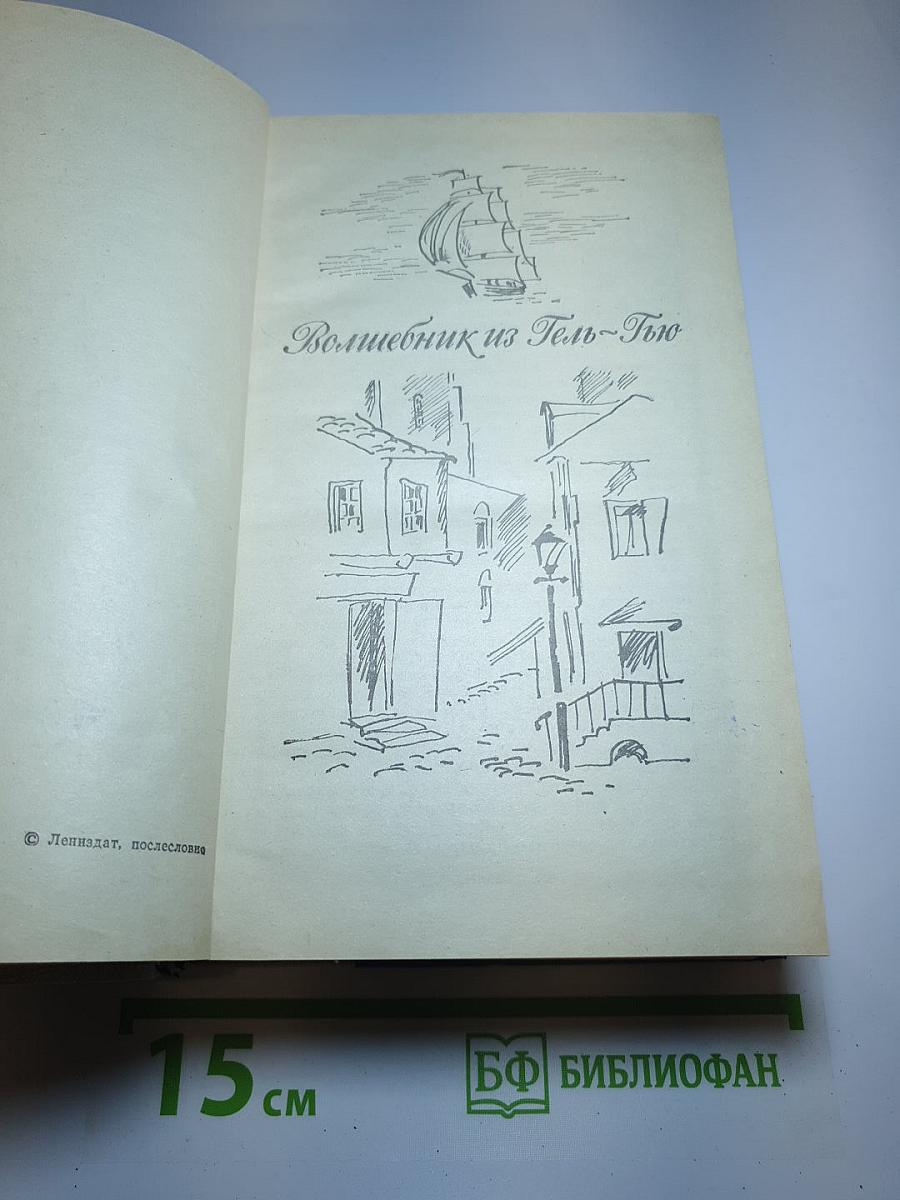 Волшебник из Гель-Гью
© Лениздат, послесловие
15 см
БФ БИБЛИОФАН